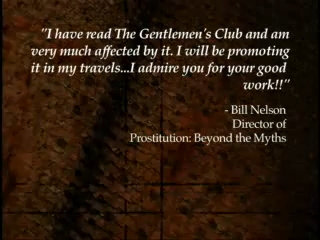 "I have read The Gentlemen's Club and am
very much affected by it. I will be promoting
it in my travels...I admire you for your good
work!!"
- Bill Nelson
Director of
Prostitution: Beyond the Myths